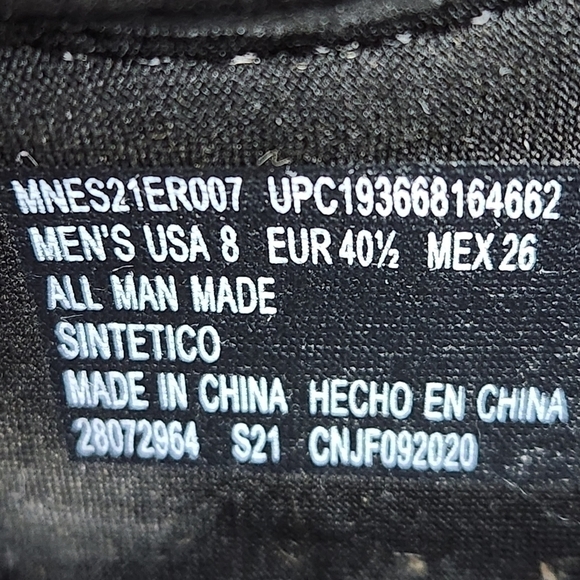 MNES21ER007 UPC193668164662
MEN'S USA 8 EUR 40½ MEX 26
ALL MAN MADE
SINTETICO
MADE IN CHINA HECHO EN CHINA
28072964 S21 CNJF092020